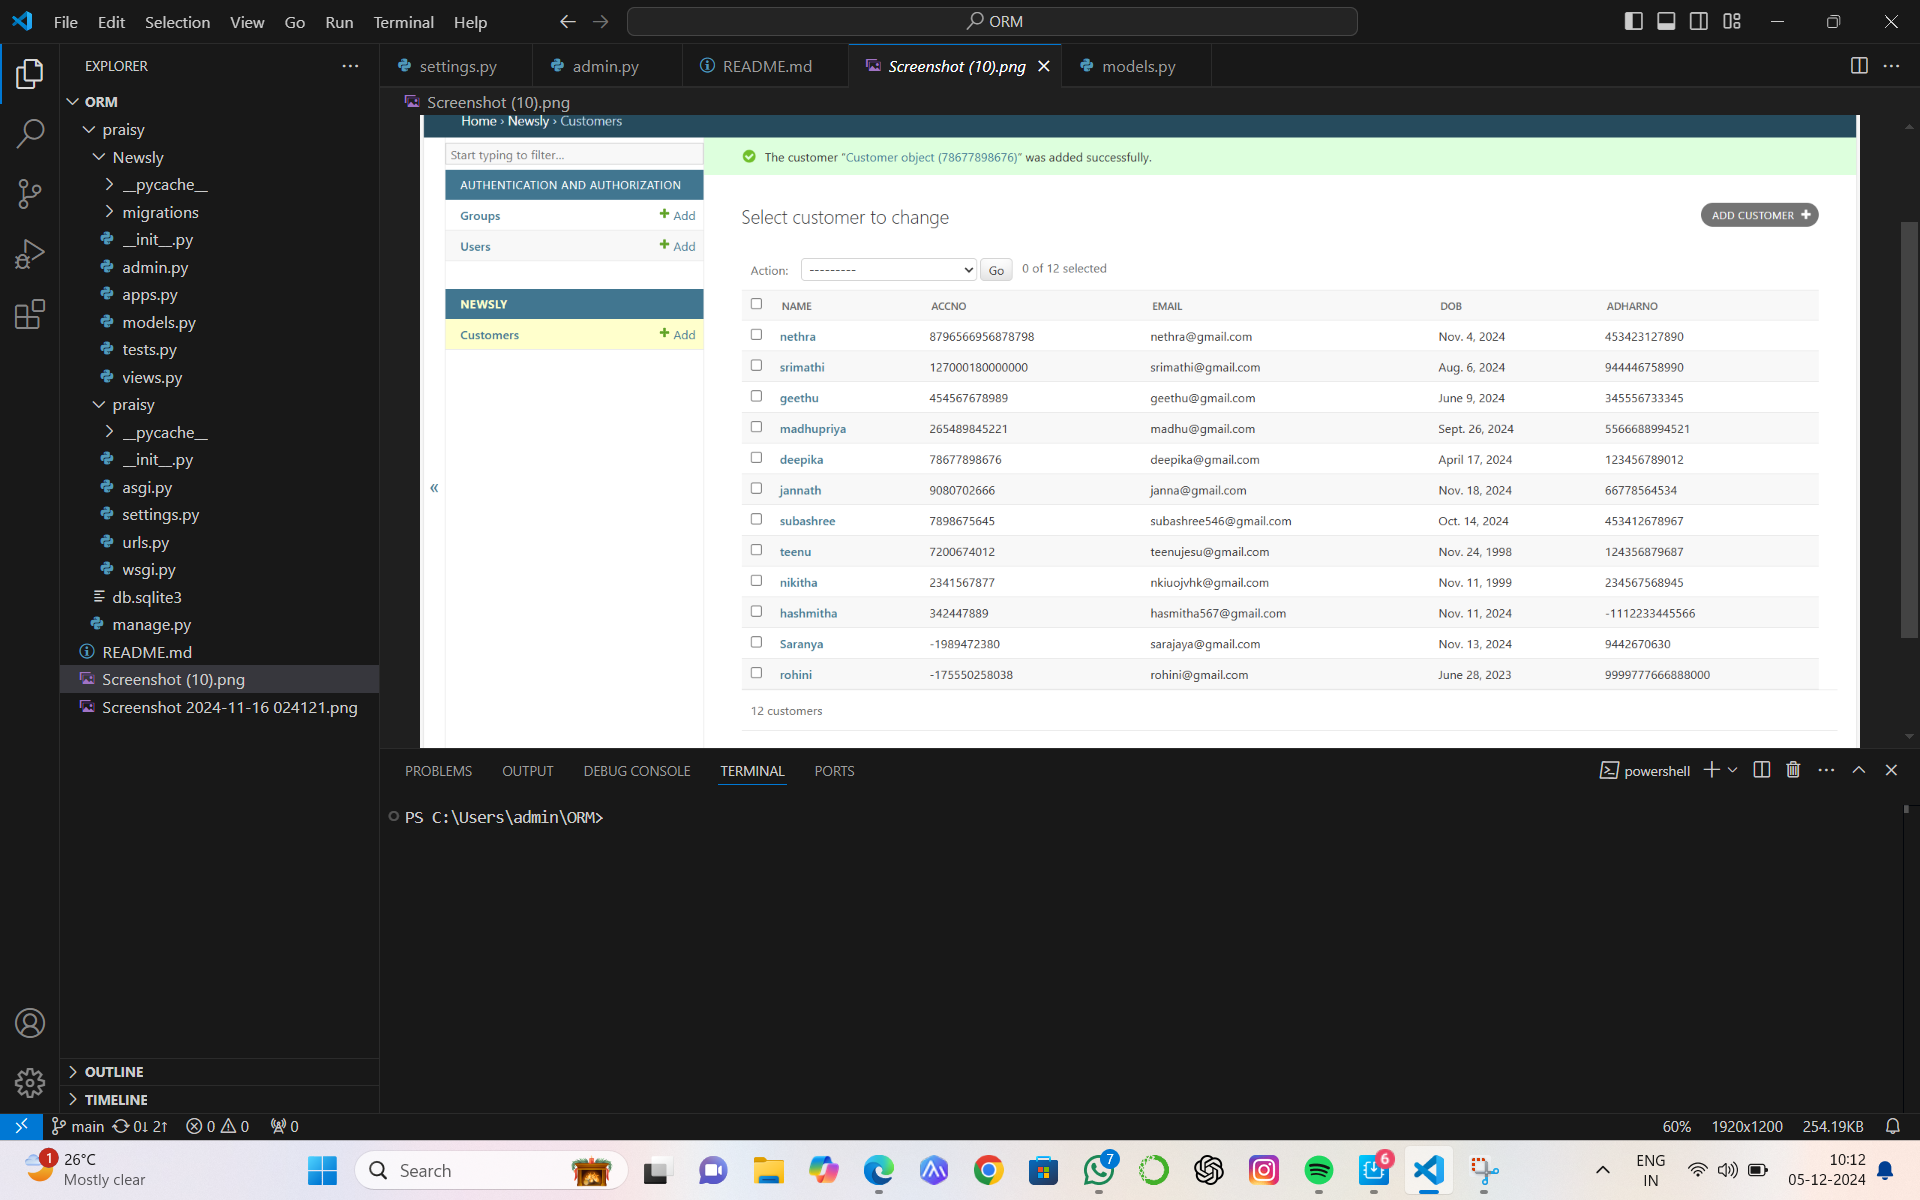 File Edit Selection View Go Run Terminal Help
ORM
EXPLORER
ORM
praisy
Newsly
__pycache__
migrations
__init__.py
admin.py
apps.py
models.py
tests.py
views.py
praisy
__pycache__
__init__.py
asgi.py
settings.py
urls.py
wsgi.py
db.sqlite3
manage.py
README.md
Screenshot (10).png
Screenshot 2024-11-16 024121.png
OUTLINE
TIMELINE
settings.py admin.py README.md Screenshot (10).png models.py
Screenshot (10).png
Home › Newsly › Customers
Start typing to filter...
AUTHENTICATION AND AUTHORIZATION
Groups Add
Users Add
NEWSLY
Customers Add
«
The customer “Customer object (78677898676)” was added successfully.
Select customer to change
ADD CUSTOMER
Action: --------- Go 0 of 12 selected
NAME ACCNO EMAIL DOB ADHARNO
nethra 8796566956878798 nethra@gmail.com Nov. 4, 2024 453423127890
srimathi 127000180000000 srimathi@gmail.com Aug. 6, 2024 944446758990
geethu 454567678989 geethu@gmail.com June 9, 2024 345556733345
madhupriya 265489845221 madhu@gmail.com Sept. 26, 2024 5566688994521
deepika 78677898676 deepika@gmail.com April 17, 2024 123456789012
jannath 9080702666 janna@gmail.com Nov. 18, 2024 66778564534
subashree 7898675645 subashree546@gmail.com Oct. 14, 2024 453412678967
teenu 7200674012 teenujesu@gmail.com Nov. 24, 1998 124356879687
nikitha 2341567877 nkiuojvhk@gmail.com Nov. 11, 1999 234567568945
hashmitha 342447889 hasmitha567@gmail.com Nov. 11, 2024 -1112233445566
Saranya -1989472380 sarajaya@gmail.com Nov. 13, 2024 9442670630
rohini -175550258038 rohini@gmail.com June 28, 2023 9999777666888000
12 customers
PROBLEMS OUTPUT DEBUG CONSOLE TERMINAL PORTS
powershell
PS C:\Users\admin\ORM>
main 0↓ 2↑ 0 0 0
60% 1920x1200 254.19KB
1
26°C
Mostly clear
Search
7
6
ENG
IN
10:12
05-12-2024